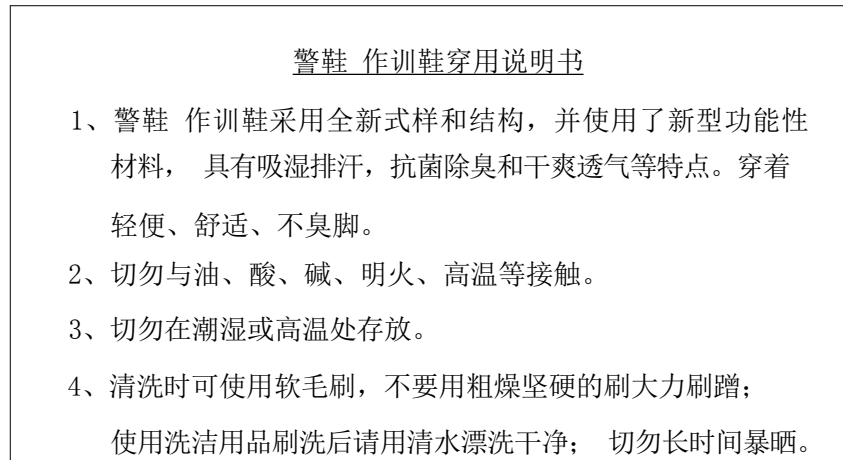 警鞋 作训鞋穿用说明书
1、警鞋 作训鞋采用全新式样和结构，并使用了新型功能性
材料， 具有吸湿排汗，抗菌除臭和干爽透气等特点。穿着
轻便、舒适、不臭脚。
2、切勿与油、酸、碱、明火、高温等接触。
3、切勿在潮湿或高温处存放。
4、清洗时可使用软毛刷，不要用粗燥坚硬的刷大力刷蹭；
使用洗洁用品刷洗后请用清水漂洗干净； 切勿长时间暴晒。